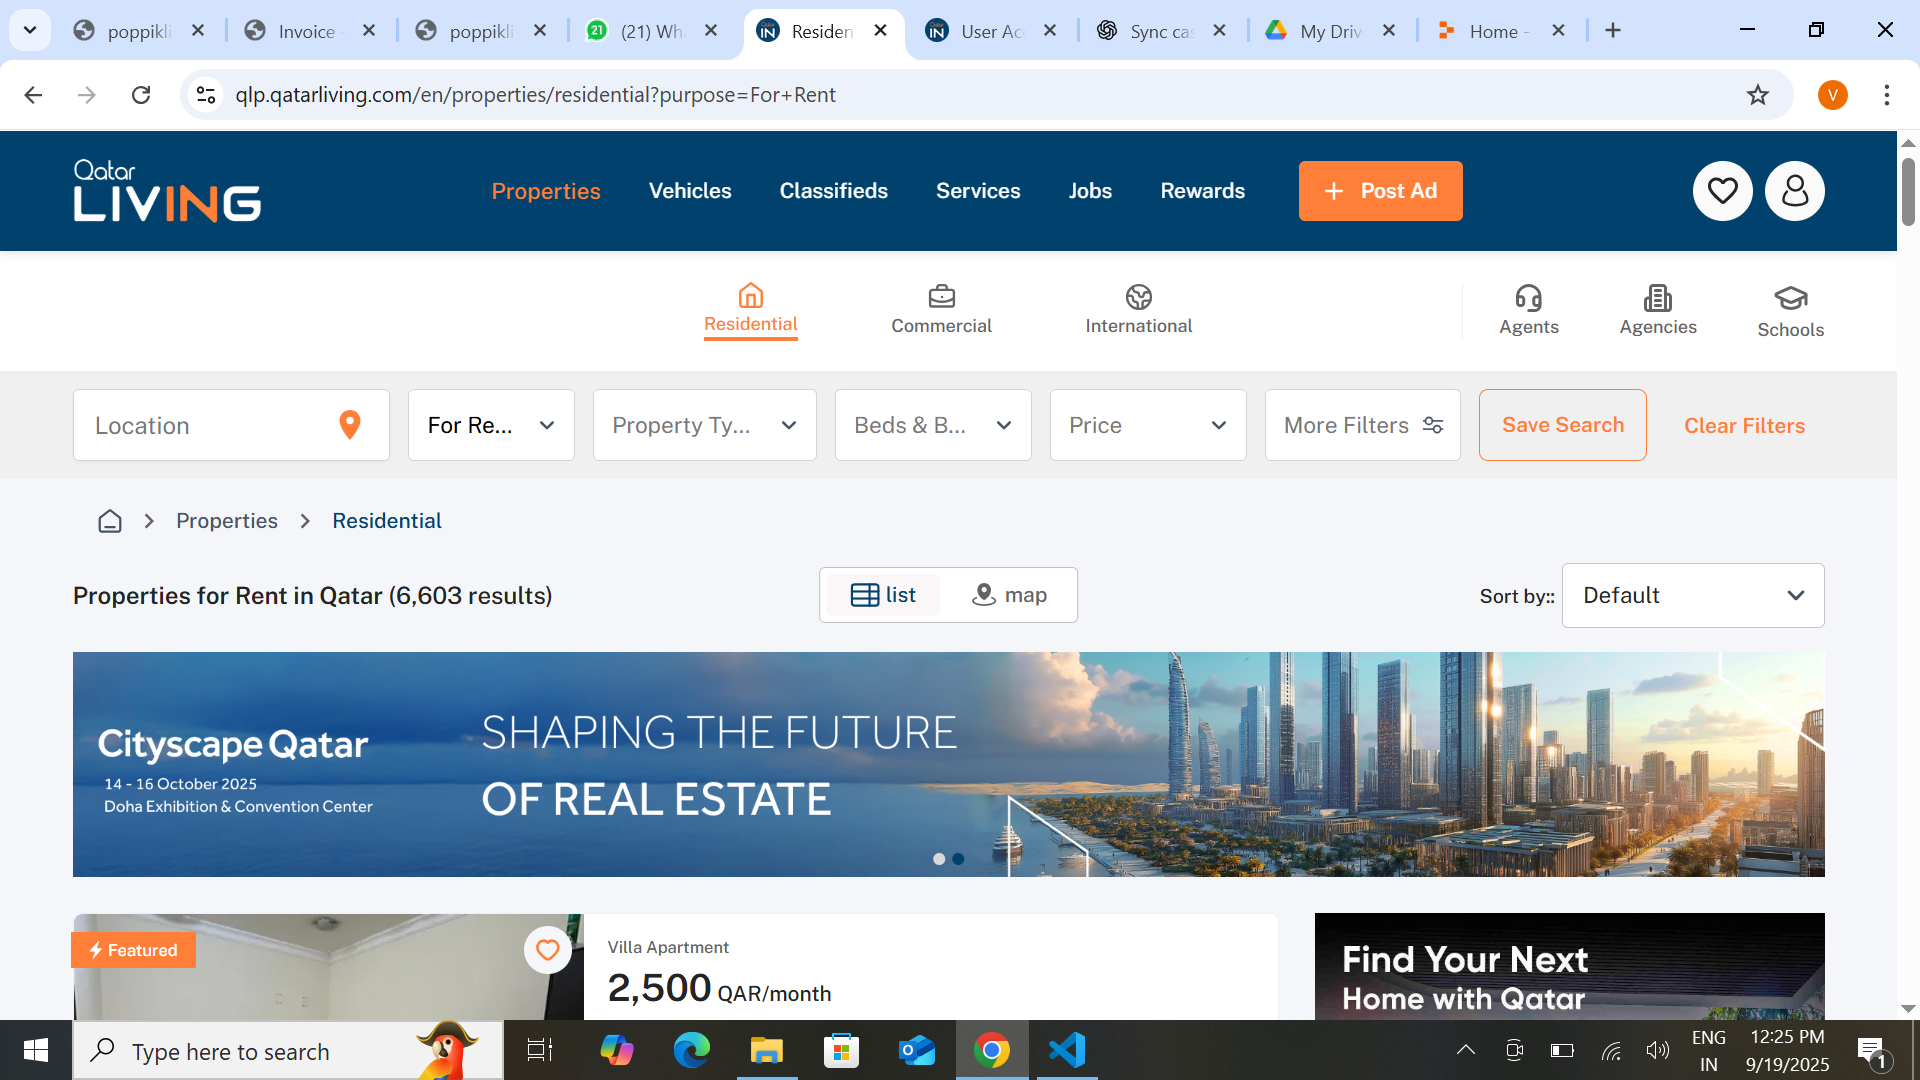 poppikli
Invoice -
poppikli
(21) Wha
Residen
User Acc
Sync cas
My Driv
Home -
qlp.qatarliving.com/en/properties/residential?purpose=For+Rent
V
Qatar
LIVING
Properties
Vehicles
Classifieds
Services
Jobs
Rewards
+ Post Ad
Residential
Commercial
International
Agents
Agencies
Schools
Location
For Re...
Property Ty...
Beds & B...
Price
More Filters
Save Search
Clear Filters
Properties
Residential
Properties for Rent in Qatar (6,603 results)
list
map
Sort by::
Default
Cityscape Qatar
14 - 16 October 2025
Doha Exhibition & Convention Center
SHAPING THE FUTURE
OF REAL ESTATE
Featured
Villa Apartment
2,500 QAR/month
Find Your Next
Home with Qatar
Type here to search
ENG
IN
12:25 PM
9/19/2025
1